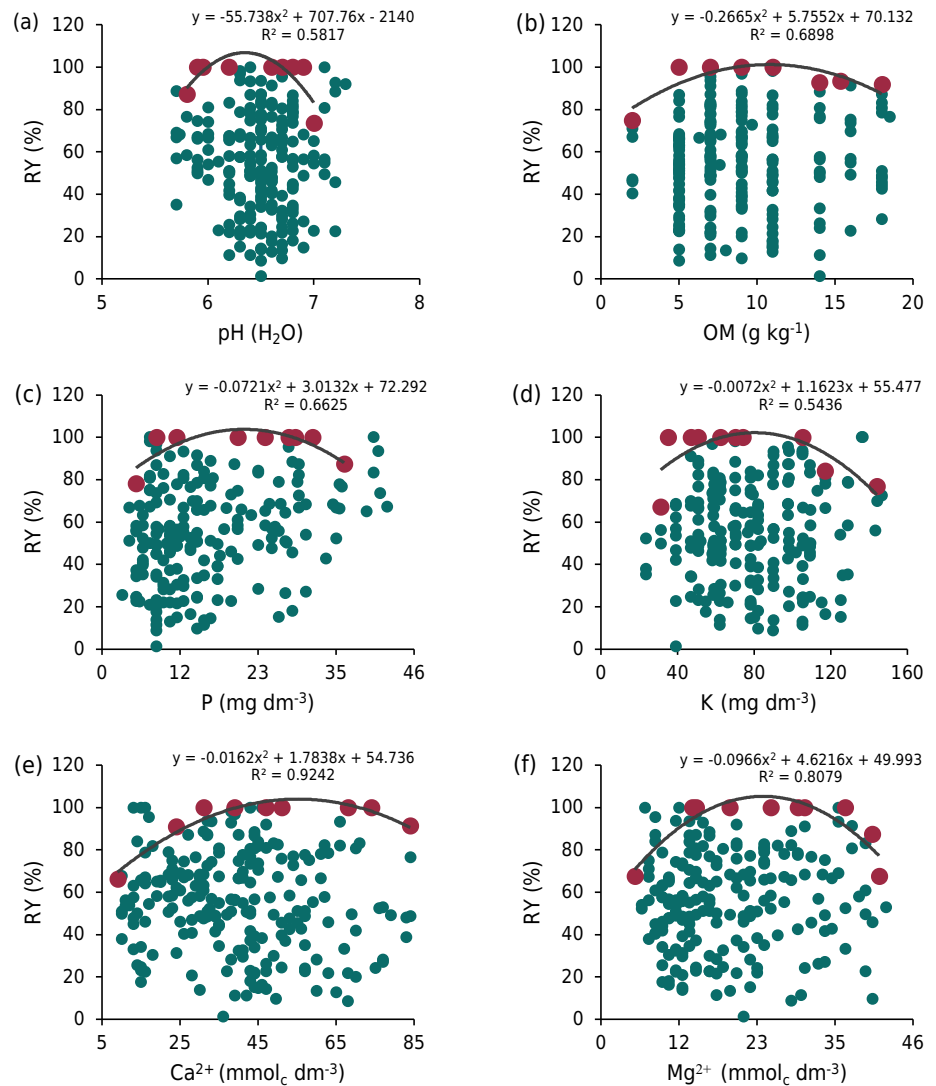 (a)
y = -55.738x² + 707.76x - 2140
R² = 0.5817
120
100
80
60
40
20
0
RY (%)
5 6 7 8
pH (H₂O)
(b)
y = -0.2665x² + 5.7552x + 70.132
R² = 0.6898
120
100
80
60
40
20
0
RY (%)
0 5 10 15 20
OM (g kg⁻¹)
(c)
y = -0.0721x² + 3.0132x + 72.292
R² = 0.6625
120
100
80
60
40
20
0
RY (%)
0 12 23 35 46
P (mg dm⁻³)
(d)
y = -0.0072x² + 1.1623x + 55.477
R² = 0.5436
120
100
80
60
40
20
0
RY (%)
0 40 80 120 160
K (mg dm⁻³)
(e)
y = -0.0162x² + 1.7838x + 54.736
R² = 0.9242
120
100
80
60
40
20
0
RY (%)
5 25 45 65 85
Ca²⁺ (mmol_c dm⁻³)
(f)
y = -0.0966x² + 4.6216x + 49.993
R² = 0.8079
120
100
80
60
40
20
0
RY (%)
0 12 23 35 46
Mg²⁺ (mmol_c dm⁻³)